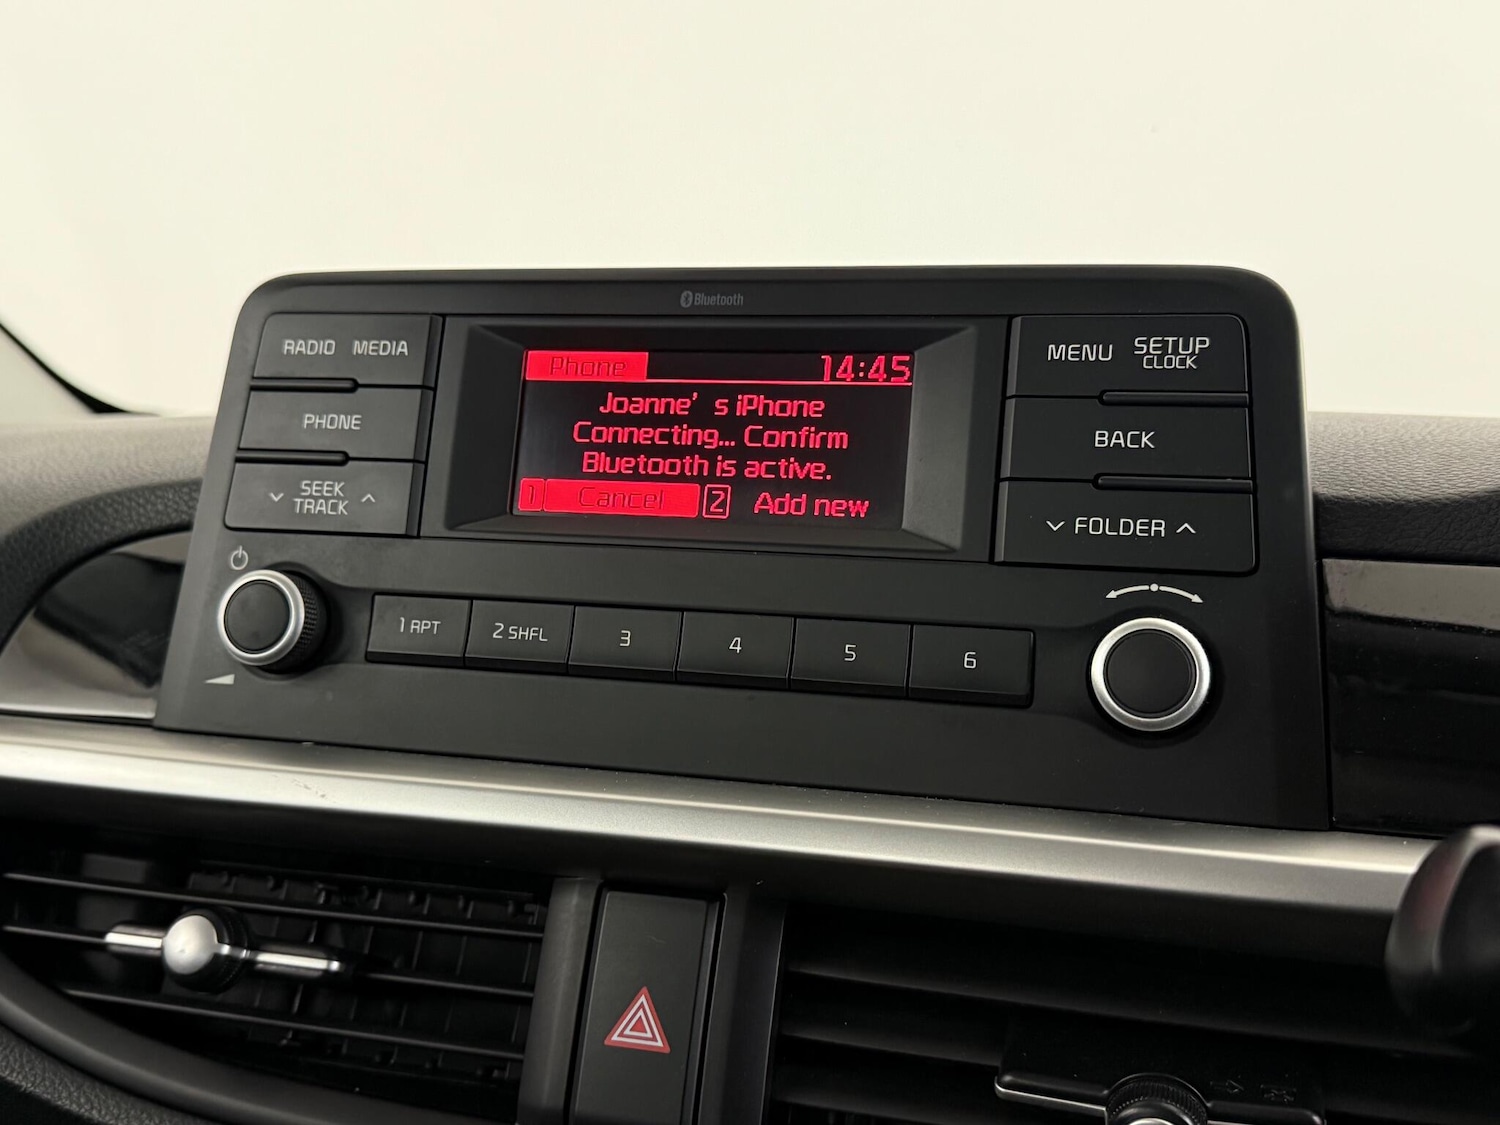 Bluetooth
RADIO MEDIA
PHONE
SEEK
TRACK
Phone 14:45
Joanne's iPhone
Connecting... Confirm
Bluetooth is active.
1 Cancel 2 Add new
MENU SETUP
CLOCK
BACK
FOLDER
1 RPT 2 SHFL 3 4 5 6